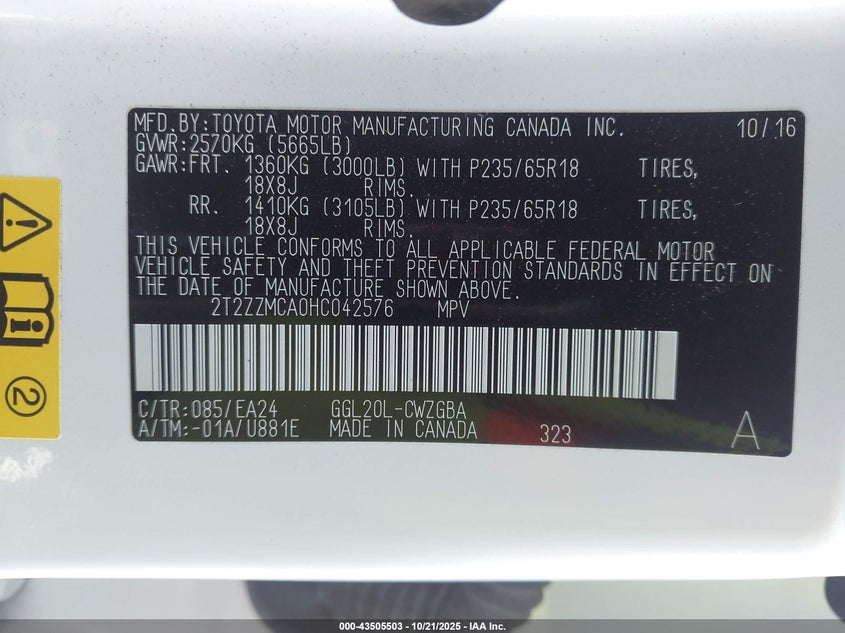 MFD.BY:TOYOTA MOTOR MANUFACTURING CANADA INC. 10/16
GVWR:2570KG (5665LB)
GAWR:FRT. 1360KG (3000LB) WITH P235/65R18 TIRES,
18X8J RIMS.
RR. 1410KG (3105LB) WITH P235/65R18 TIRES,
18X8J RIMS.
THIS VEHICLE CONFORMS TO ALL APPLICABLE FEDERAL MOTOR
VEHICLE SAFETY AND THEFT PREVENTION STANDARDS IN EFFECT ON
THE DATE OF MANUFACTURE SHOWN ABOVE.
2T2ZZMCA0HC042576 MPV
C/TR:085/EA24 GGL20L-CWZGBA
A/TM:-01A/U881E MADE IN CANADA 323 A
2
000-43505503 - 10/21/2025 - IAA Inc.